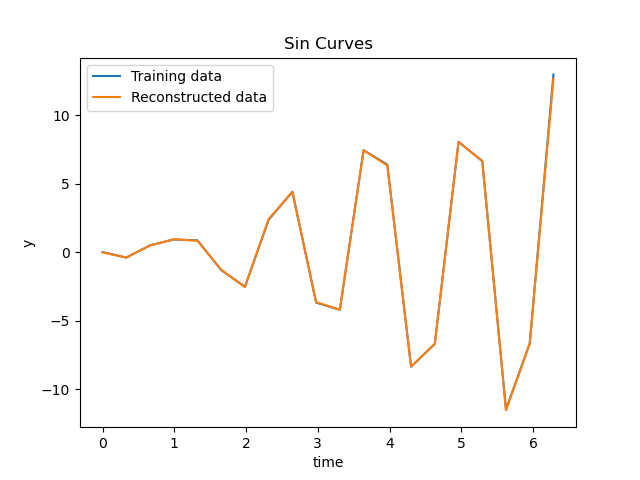 Sin Curves
Training data
Reconstructed data
10
5
0
−5
−10
y
0 1 2 3 4 5 6
time